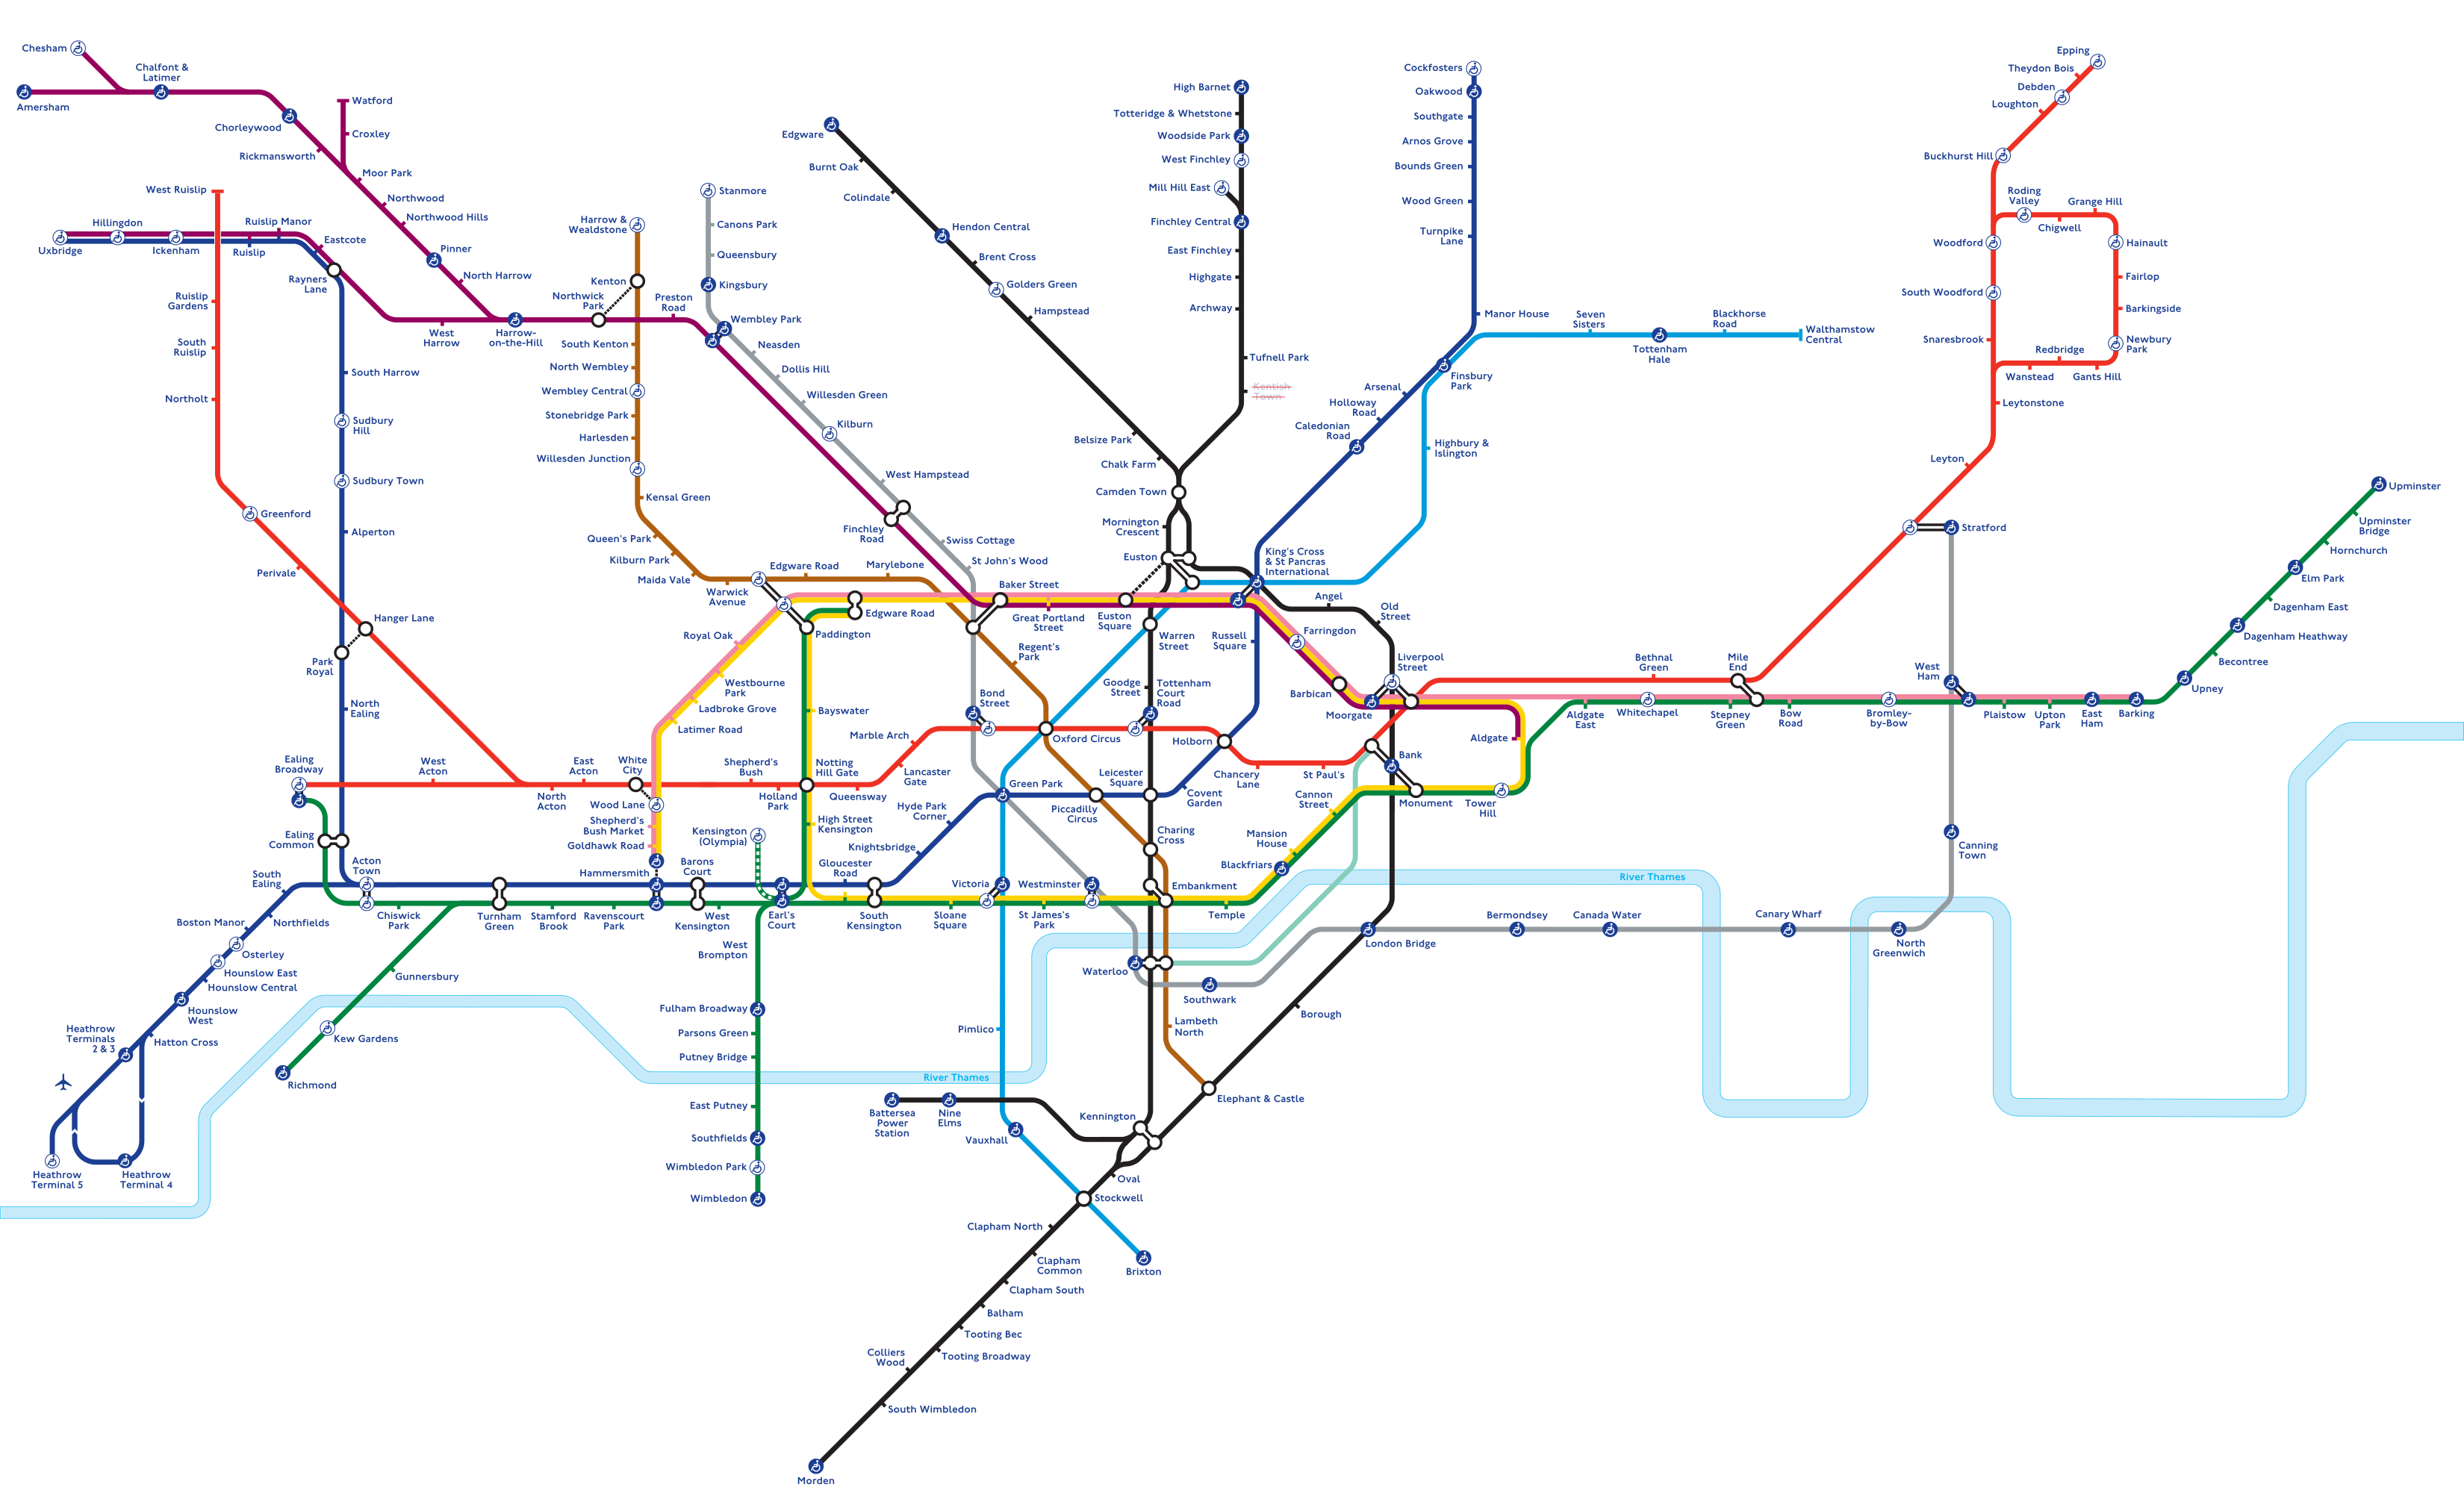 Chesham
Amersham
Chalfont &
Latimer
Chorleywood
Rickmansworth
Watford
Croxley
Moor Park
Northwood
Northwood Hills
Pinner
North Harrow
West Ruislip
Hillingdon
Uxbridge
Ickenham
Ruislip Manor
Ruislip
Eastcote
Rayners
Lane
Ruislip
Gardens
South
Ruislip
Northolt
West
Harrow
Harrow-
on-the-Hill
Northwick
Park
Kenton
Harrow &
Wealdstone
Preston
Road
South Kenton
North Wembley
Wembley Central
Stonebridge Park
Harlesden
Willesden Junction
Kensal Green
Queen's Park
Kilburn Park
Maida Vale
Warwick
Avenue
Edgware Road
Marylebone
Stanmore
Canons Park
Queensbury
Kingsbury
Wembley Park
Neasden
Dollis Hill
Willesden Green
Kilburn
West Hampstead
Finchley
Road
Swiss Cottage
St John's Wood
Baker Street
Edgware
Burnt Oak
Colindale
Hendon Central
Brent Cross
Golders Green
Hampstead
Belsize Park
Chalk Farm
Camden Town
Mornington
Crescent
Euston
High Barnet
Totteridge & Whetstone
Woodside Park
West Finchley
Mill Hill East
Finchley Central
East Finchley
Highgate
Archway
Tufnell Park
Kentish
Town
Cockfosters
Oakwood
Southgate
Arnos Grove
Bounds Green
Wood Green
Turnpike
Lane
Manor House
Seven
Sisters
Tottenham
Hale
Blackhorse
Road
Walthamstow
Central
Finsbury
Park
Arsenal
Holloway
Road
Caledonian
Road
Highbury &
Islington
King's Cross
& St Pancras
International
Epping
Theydon Bois
Debden
Loughton
Buckhurst Hill
Roding
Valley
Chigwell
Grange Hill
Hainault
Fairlop
Barkingside
Newbury
Park
Gants Hill
Redbridge
Wanstead
Woodford
South Woodford
Snaresbrook
Leytonstone
Leyton
Stratford
Upminster
Upminster
Bridge
Hornchurch
Elm Park
Dagenham East
Dagenham Heathway
Becontree
Upney
Barking
East
Ham
Upton
Park
Plaistow
West
Ham
Bromley-
by-Bow
Bow
Road
Stepney
Green
Mile
End
Bethnal
Green
Whitechapel
Aldgate
East
Aldgate
Liverpool
Street
Moorgate
Barbican
Farringdon
Old
Street
Angel
Russell
Square
Euston
Square
Great Portland
Street
Warren
Street
Regent's
Park
Goodge
Street
Tottenham
Court
Road
Bond
Street
Oxford Circus
Marble Arch
Lancaster
Gate
Queensway
Notting
Hill Gate
Holland
Park
Shepherd's
Bush
White
City
East
Acton
North
Acton
West
Acton
Ealing
Broadway
Greenford
Perivale
Hanger Lane
Park
Royal
North
Ealing
South Harrow
Sudbury
Hill
Sudbury Town
Alperton
Edgware Road
Paddington
Royal Oak
Westbourne
Park
Ladbroke Grove
Latimer Road
Bayswater
Wood Lane
Shepherd's
Bush Market
Goldhawk Road
Hammersmith
Kensington
(Olympia)
High Street
Kensington
Barons
Court
Gloucester
Road
Knightsbridge
Hyde Park
Corner
Green Park
Piccadilly
Circus
Leicester
Square
Covent
Garden
Holborn
Chancery
Lane
St Paul's
Bank
Monument
Tower
Hill
Cannon
Street
Mansion
House
Blackfriars
Temple
Embankment
Charing
Cross
Westminster
St James's
Park
Victoria
Sloane
Square
South
Kensington
Earl's
Court
West
Kensington
Ravenscourt
Park
Stamford
Brook
Turnham
Green
Chiswick
Park
Acton
Town
Ealing
Common
South
Ealing
Northfields
Boston Manor
Osterley
Hounslow East
Hounslow Central
Hounslow
West
Hatton Cross
Heathrow
Terminals
2 & 3
Heathrow
Terminal 5
Heathrow
Terminal 4
Gunnersbury
Kew Gardens
Richmond
West
Brompton
Fulham Broadway
Parsons Green
Putney Bridge
East Putney
Southfields
Wimbledon Park
Wimbledon
River Thames
Pimlico
Battersea
Power
Station
Nine
Elms
Vauxhall
Kennington
Oval
Stockwell
Brixton
Clapham North
Clapham
Common
Clapham South
Balham
Tooting Bec
Tooting Broadway
Colliers
Wood
South Wimbledon
Morden
Waterloo
Southwark
Lambeth
North
Elephant & Castle
Borough
London Bridge
Bermondsey
Canada Water
Canary Wharf
North
Greenwich
Canning
Town
River Thames